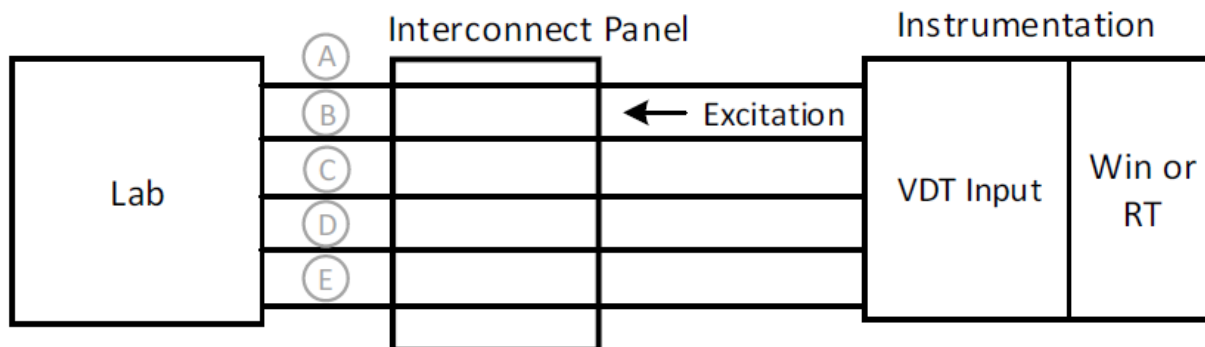 Interconnect Panel
Instrumentation
A
B
C
D
E
Excitation
Lab
VDT Input
Win or
RT